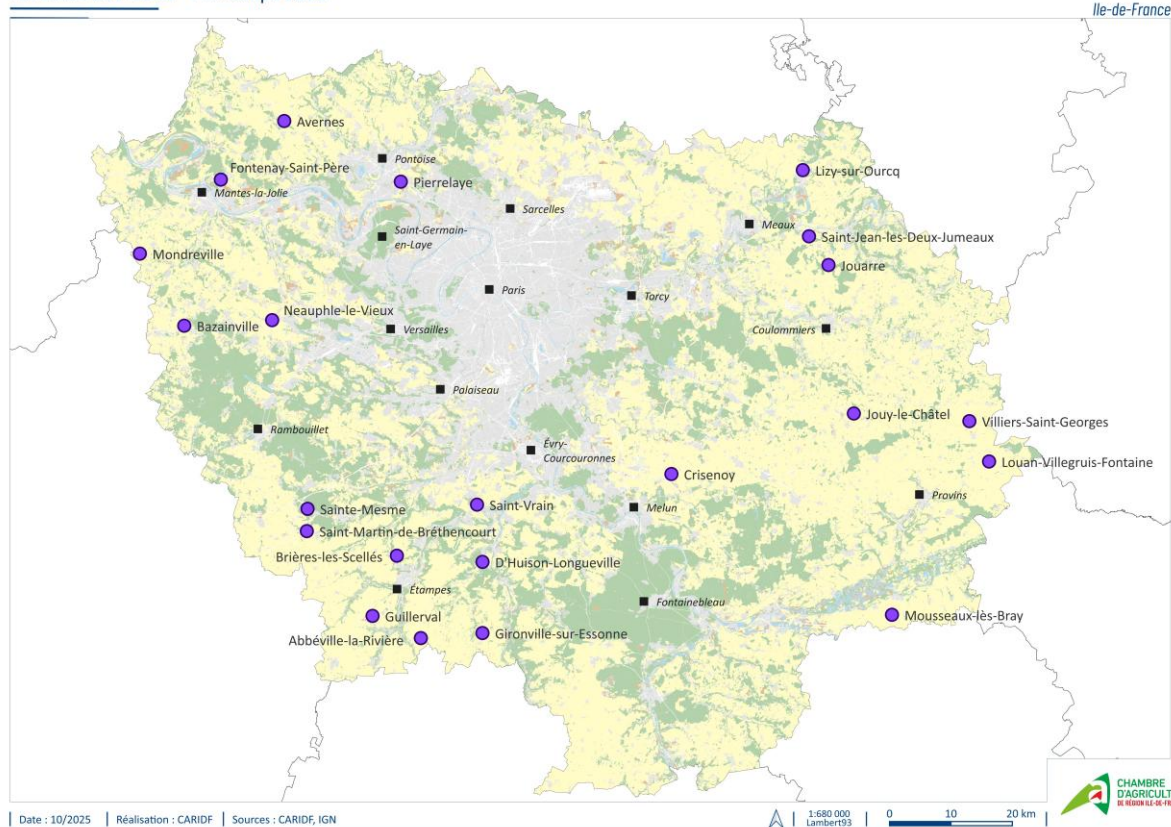 Ile-de-France
Avernes
Pontoise
Fontenay-Saint-Père
Pierrelaye
Mantes-la-Jolie
Lizy-sur-Ourcq
Sarcelles
Meaux
Saint-Germain-
en-Laye
Saint-Jean-les-Deux-Jumeaux
Mondreville
Jouarre
Paris
Torcy
Neauphle-le-Vieux
Bazainville
Versailles
Coulommiers
Palaiseau
Jouy-le-Châtel
Villiers-Saint-Georges
Rambouillet
Évry-
Courcouronnes
Louan-Villegruis-Fontaine
Crisenoy
Provins
Sainte-Mesme
Saint-Vrain
Melun
Saint-Martin-de-Bréthencourt
Brières-les-Scellés
D'Huison-Longueville
Étampes
Fontainebleau
Guillerval
Mousseaux-lès-Bray
Abbéville-la-Rivière
Gironville-sur-Essonne
CHAMBRE
D'AGRICULT
DE RÉGION ILE-DE-FR
Date : 10/2025 | Réalisation : CARIDF | Sources : CARIDF, IGN
1:680 000
Lambert93
0 10 20 km